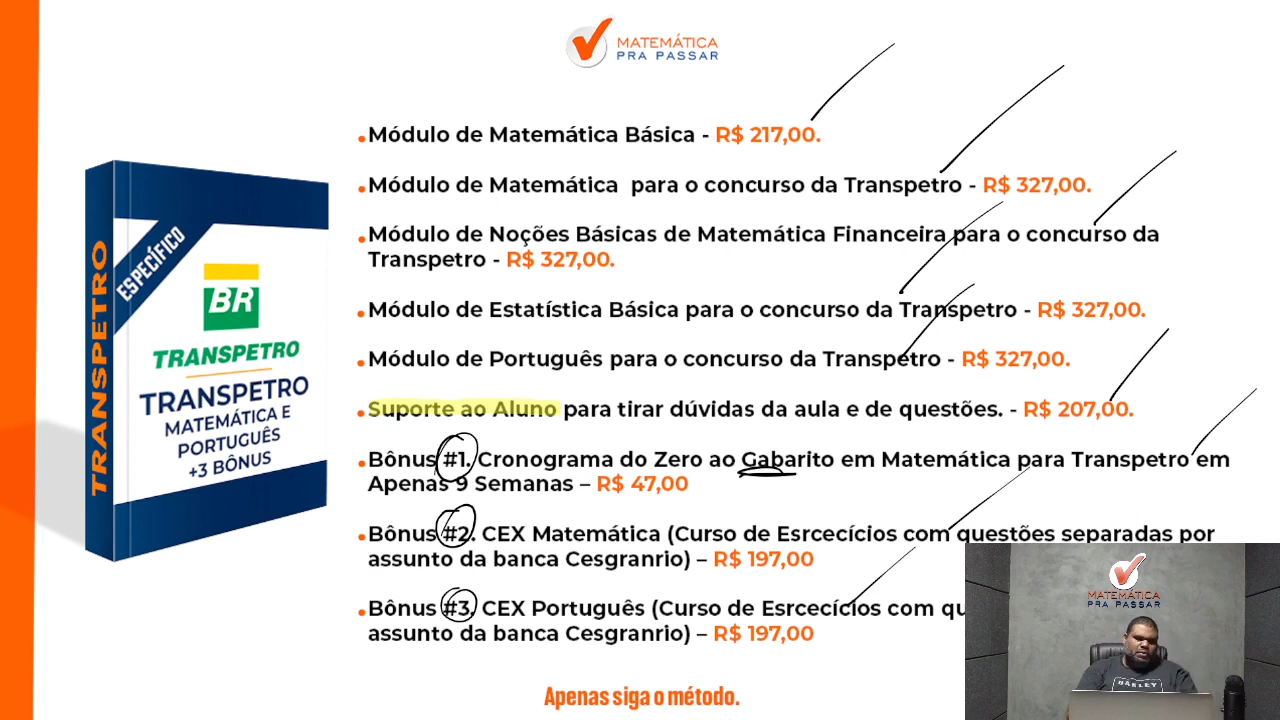 MATEMÁTICA
PRA PASSAR
•Módulo de Matemática Básica - R$ 217,00.
•Módulo de Matemática para o concurso da Transpetro - R$ 327,00.
•Módulo de Noções Básicas de Matemática Financeira para o concurso da
Transpetro - R$ 327,00.
•Módulo de Estatística Básica para o concurso da Transpetro - R$ 327,00.
•Módulo de Português para o concurso da Transpetro - R$ 327,00.
•Suporte ao Aluno para tirar dúvidas da aula e de questões. - R$ 207,00.
•Bônus #1. Cronograma do Zero ao Gabarito em Matemática para Transpetro em
Apenas 9 Semanas – R$ 47,00
•Bônus #2. CEX Matemática (Curso de Esrcecícios com questões separadas por
assunto da banca Cesgranrio) – R$ 197,00
•Bônus #3. CEX Português (Curso de Esrcecícios com qu
assunto da banca Cesgranrio) – R$ 197,00
Apenas siga o método.
TRANSPETRO
ESPECÍFICO
BR
TRANSPETRO
TRANSPETRO
MATEMÁTICA E
PORTUGUÊS
+3 BÔNUS
MATEMÁTICA
PRA PASSAR